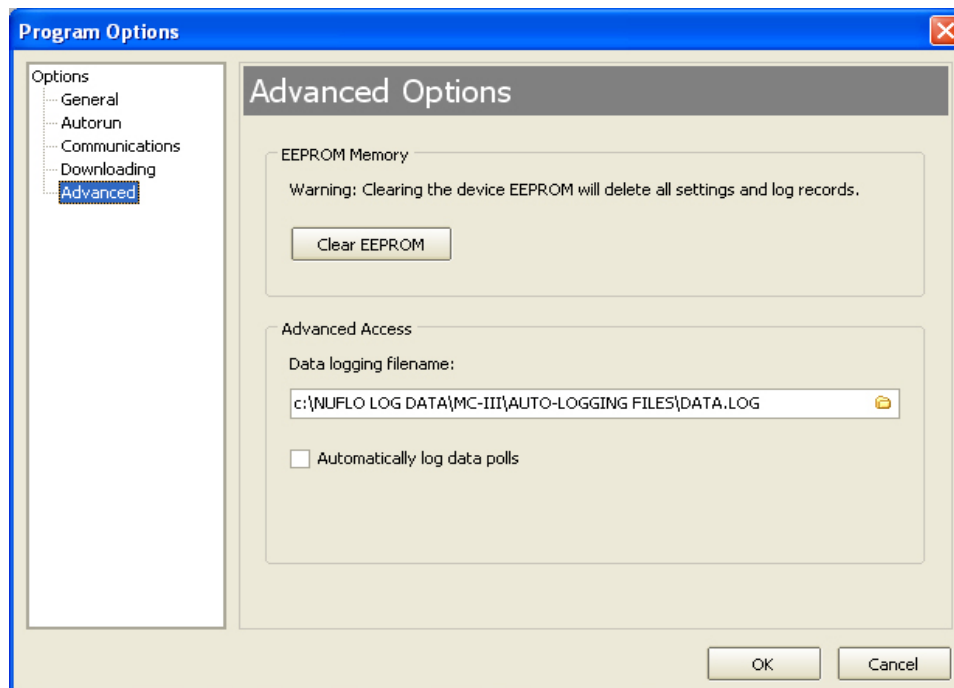 Program Options
Options
General
Autorun
Communications
Downloading
Advanced
Advanced Options
EEPROM Memory
Warning: Clearing the device EEPROM will delete all settings and log records.
Clear EEPROM
Advanced Access
Data logging filename:
c:\NUFLO LOG DATA\MC-III\AUTO-LOGGING FILES\DATA.LOG
Automatically log data polls
OK
Cancel